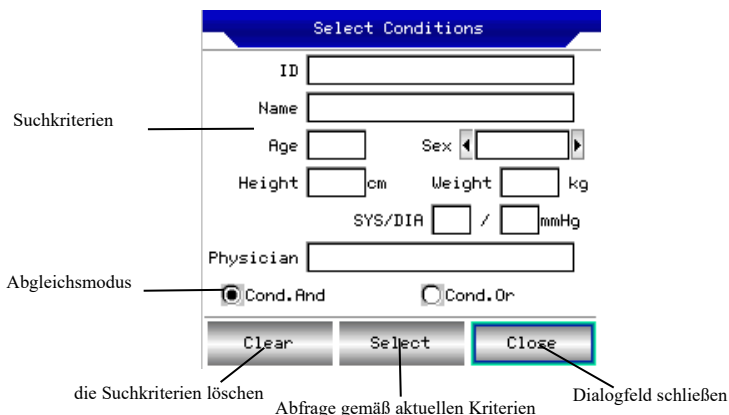 Select Conditions
ID
Name
Suchkriterien
Age Sex
Height cm Weight kg
SYS/DIA / mmHg
Physician
Abgleichsmodus
Cond.And Cond.Or
Clear Select Close
die Suchkriterien löschen
Abfrage gemäß aktuellen Kriterien
Dialogfeld schließen